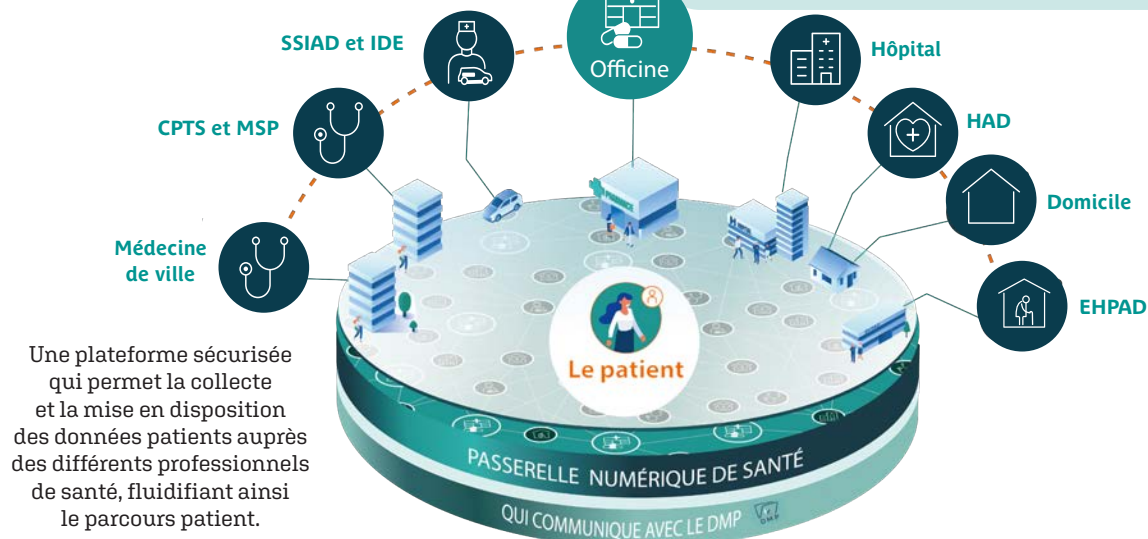 SSIAD et IDE
Officine
Hôpital
CPTS et MSP
HAD
Domicile
Médecine
de ville
EHPAD
Le patient
Une plateforme sécurisée
qui permet la collecte
et la mise en disposition
des données patients auprès
des différents professionnels
de santé, fluidifiant ainsi
le parcours patient.
PASSERELLE NUMÉRIQUE DE SANTÉ
QUI COMMUNIQUE AVEC LE DMP
DMP